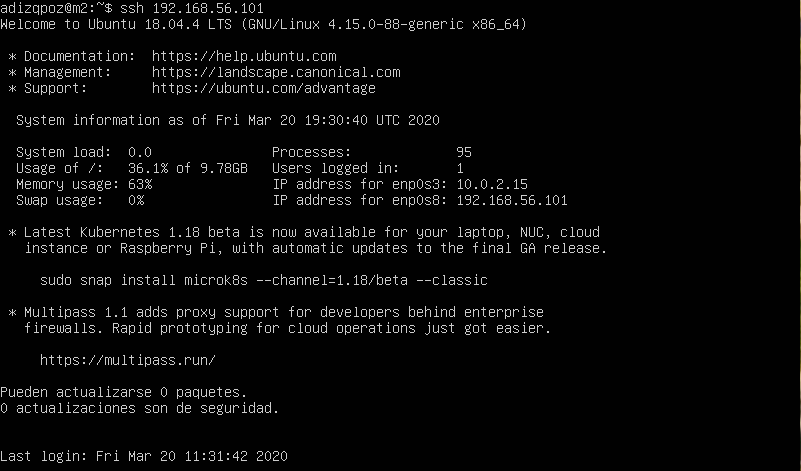 adizqpoz@m2:~$ ssh 192.168.56.101
Welcome to Ubuntu 18.04.4 LTS (GNU/Linux 4.15.0-88-generic x86_64)
* Documentation:  https://help.ubuntu.com
* Management:     https://landscape.canonical.com
* Support:        https://ubuntu.com/advantage
System information as of Fri Mar 20 19:30:40 UTC 2020
System load:  0.0               Processes:             95
Usage of /:   36.1% of 9.78GB   Users logged in:       1
Memory usage: 63%               IP address for enp0s3: 10.0.2.15
Swap usage:   0%                IP address for enp0s8: 192.168.56.101
* Latest Kubernetes 1.18 beta is now available for your laptop, NUC, cloud
instance or Raspberry Pi, with automatic updates to the final GA release.
sudo snap install microk8s --channel=1.18/beta --classic
* Multipass 1.1 adds proxy support for developers behind enterprise
firewalls. Rapid prototyping for cloud operations just got easier.
https://multipass.run/
Pueden actualizarse 0 paquetes.
0 actualizaciones son de seguridad.
Last login: Fri Mar 20 11:31:42 2020